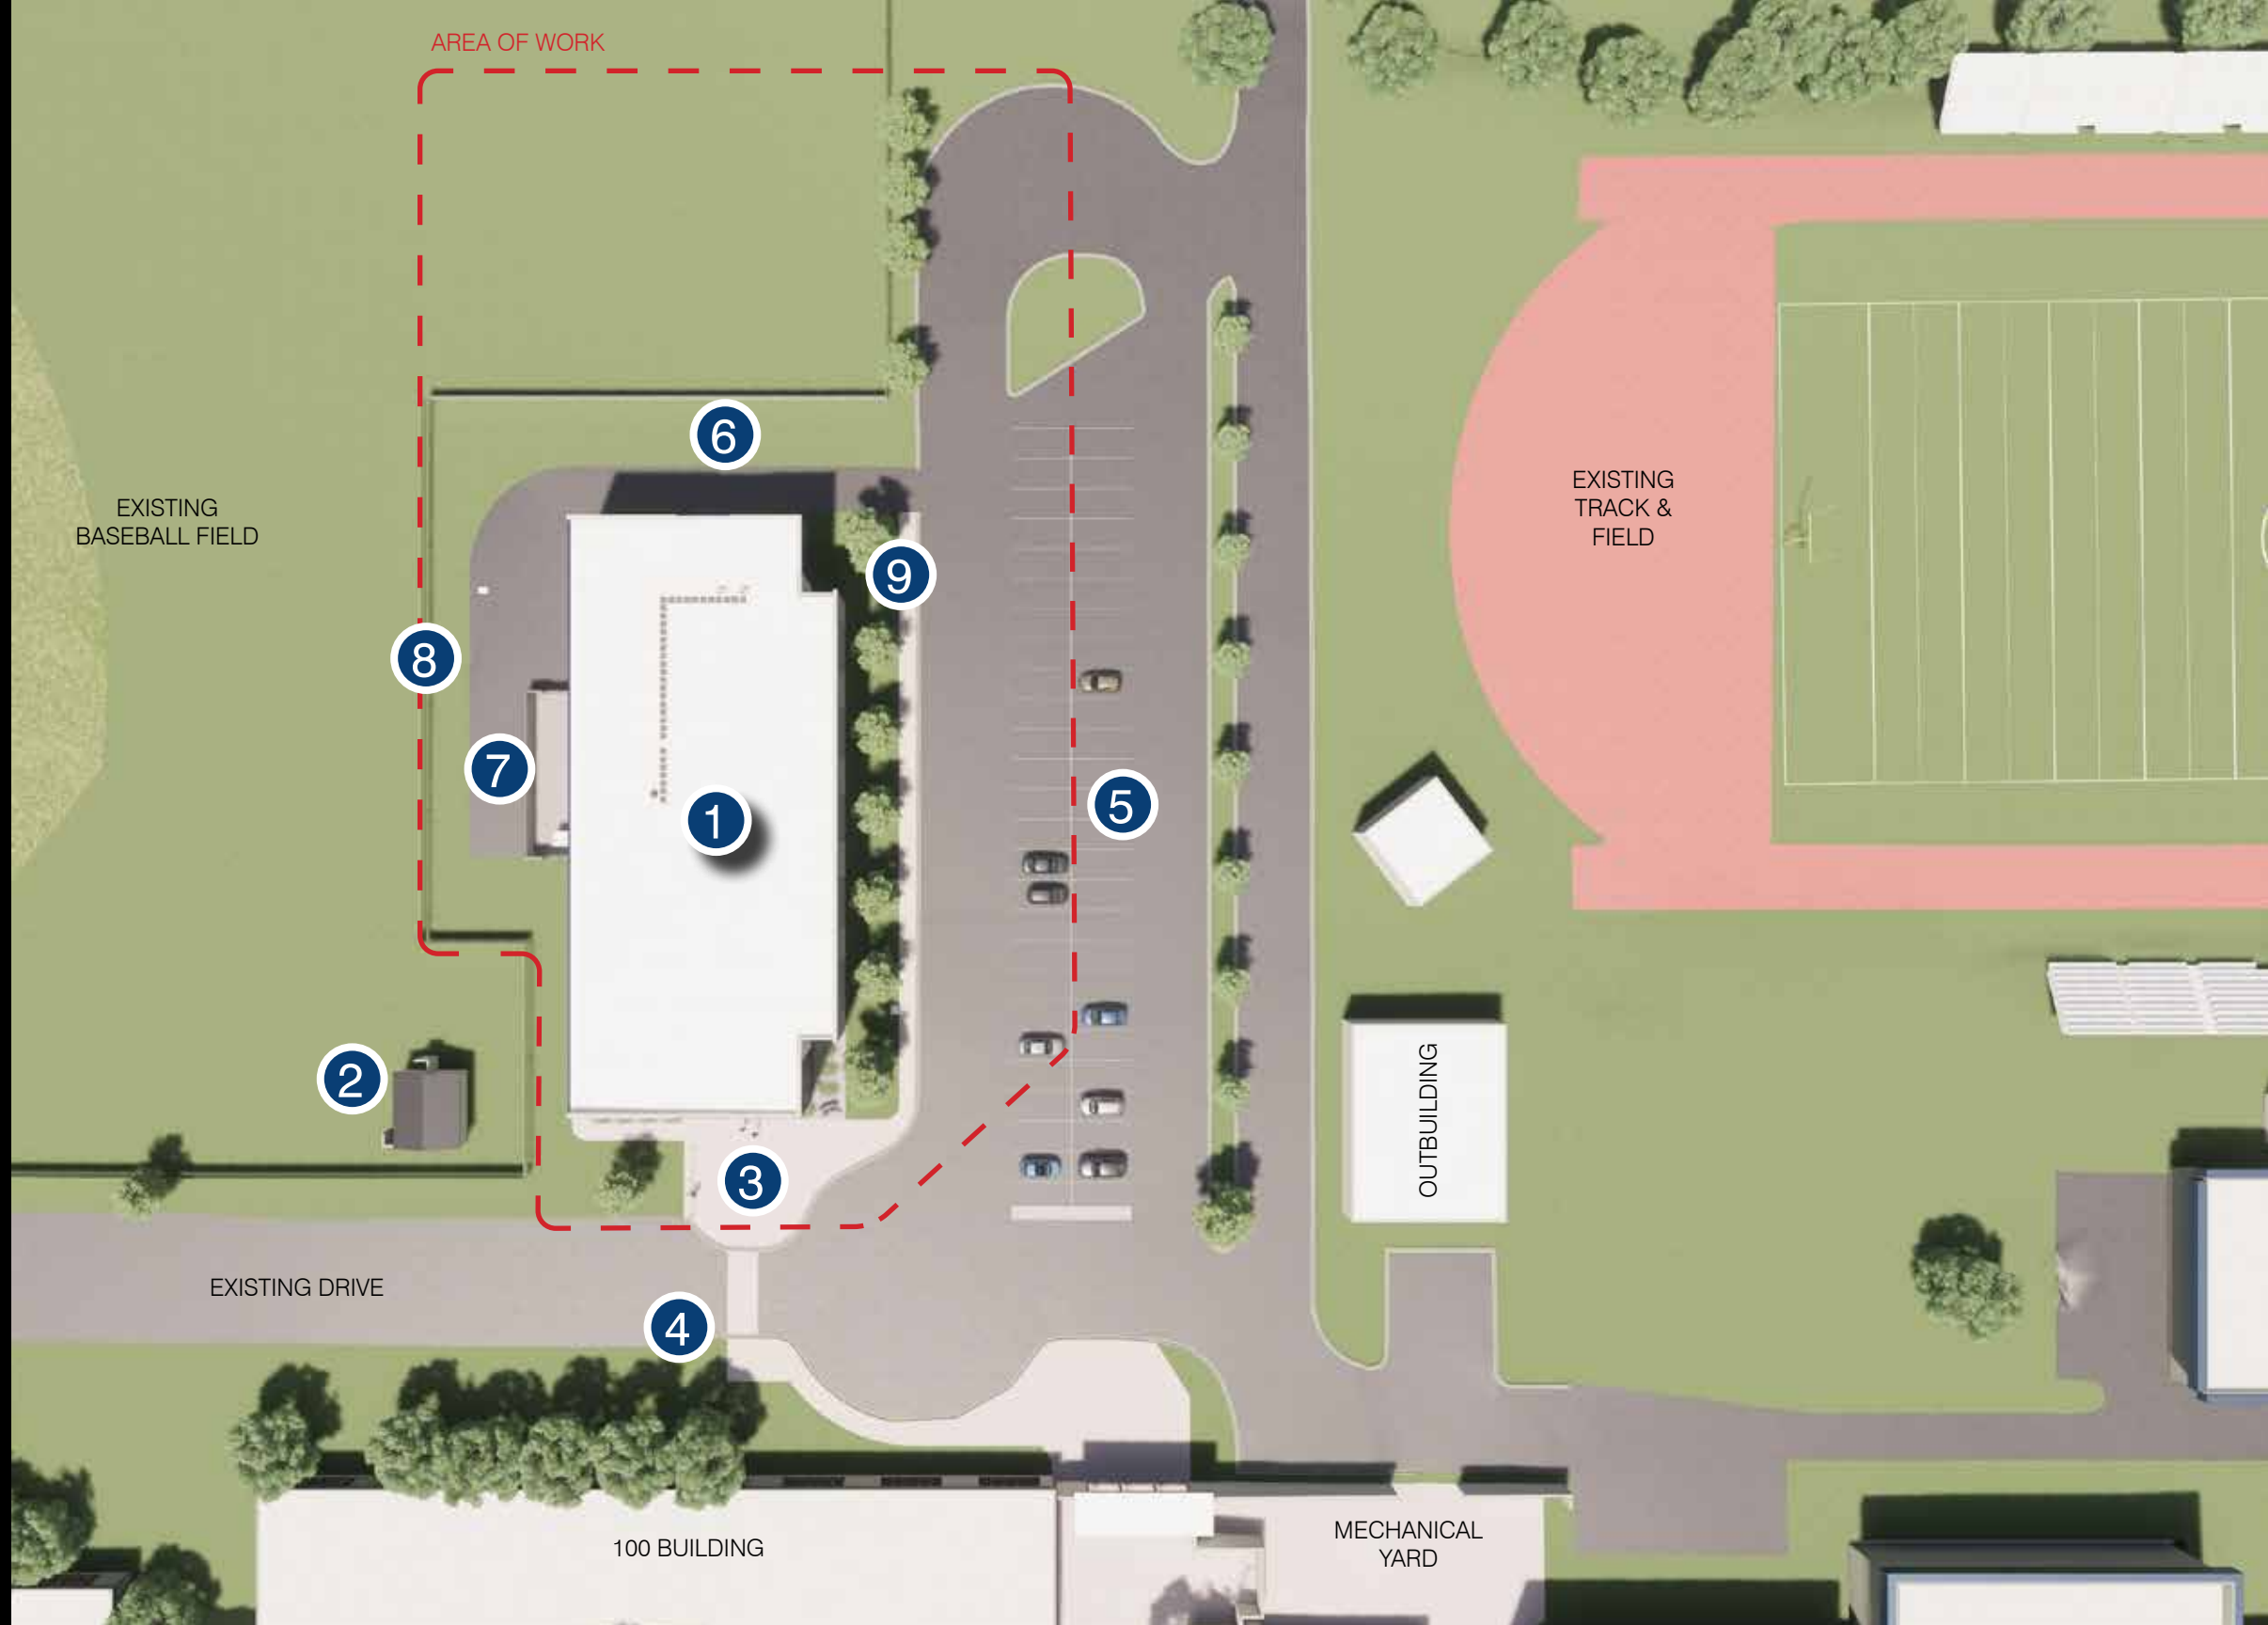 AREA OF WORK
6
EXISTING
BASEBALL FIELD
EXISTING
TRACK &
FIELD
9
8
7
1
5
2
OUTBUILDING
3
EXISTING DRIVE
4
100 BUILDING
MECHANICAL
YARD